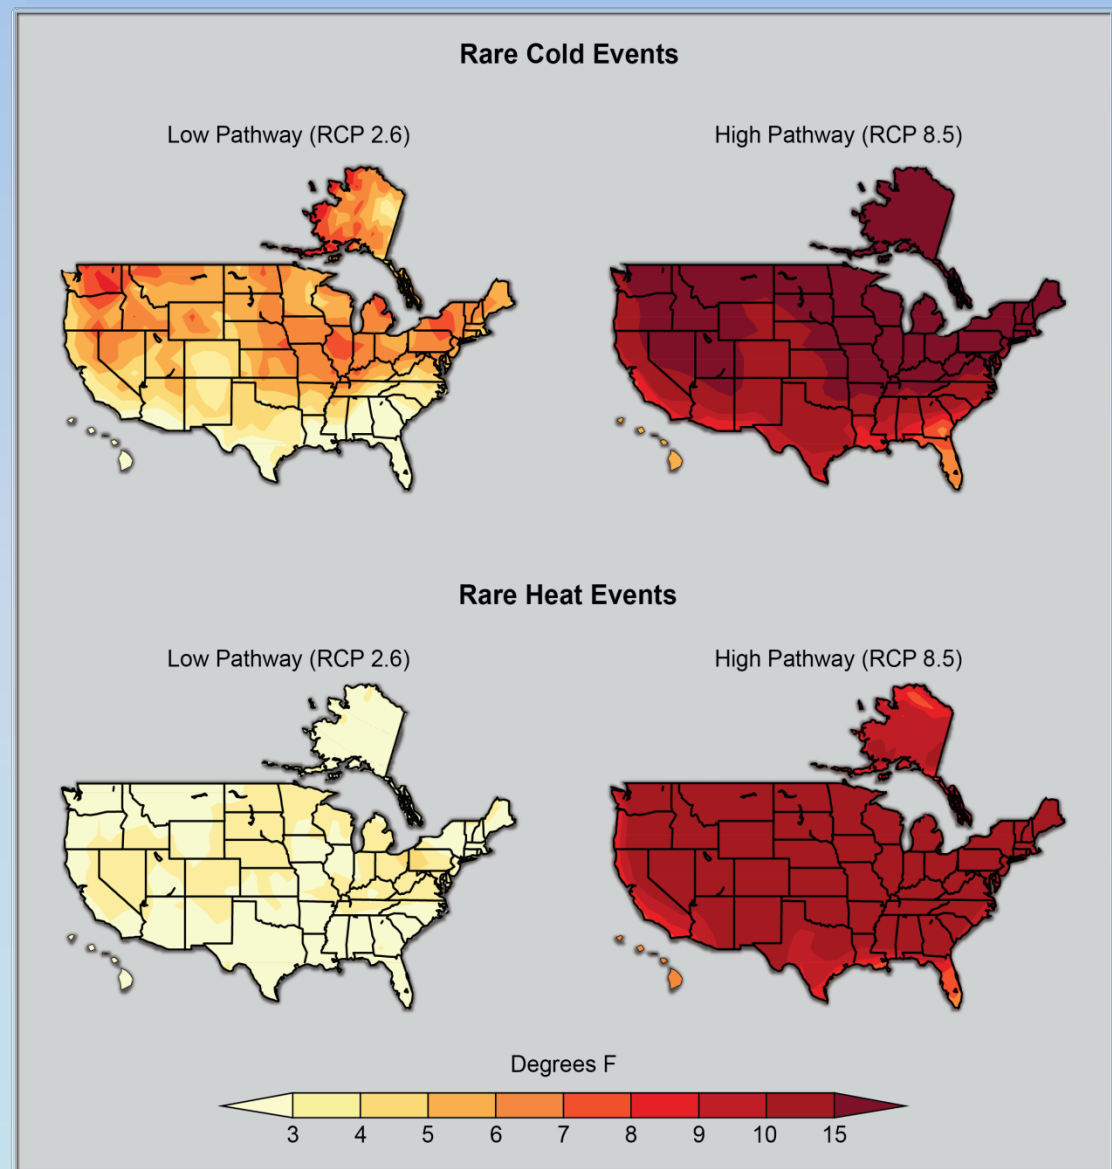 Rare Cold Events
Low Pathway (RCP 2.6)
High Pathway (RCP 8.5)
Rare Heat Events
Low Pathway (RCP 2.6)
High Pathway (RCP 8.5)
Degrees F
3 4 5 6 7 8 9 10 15